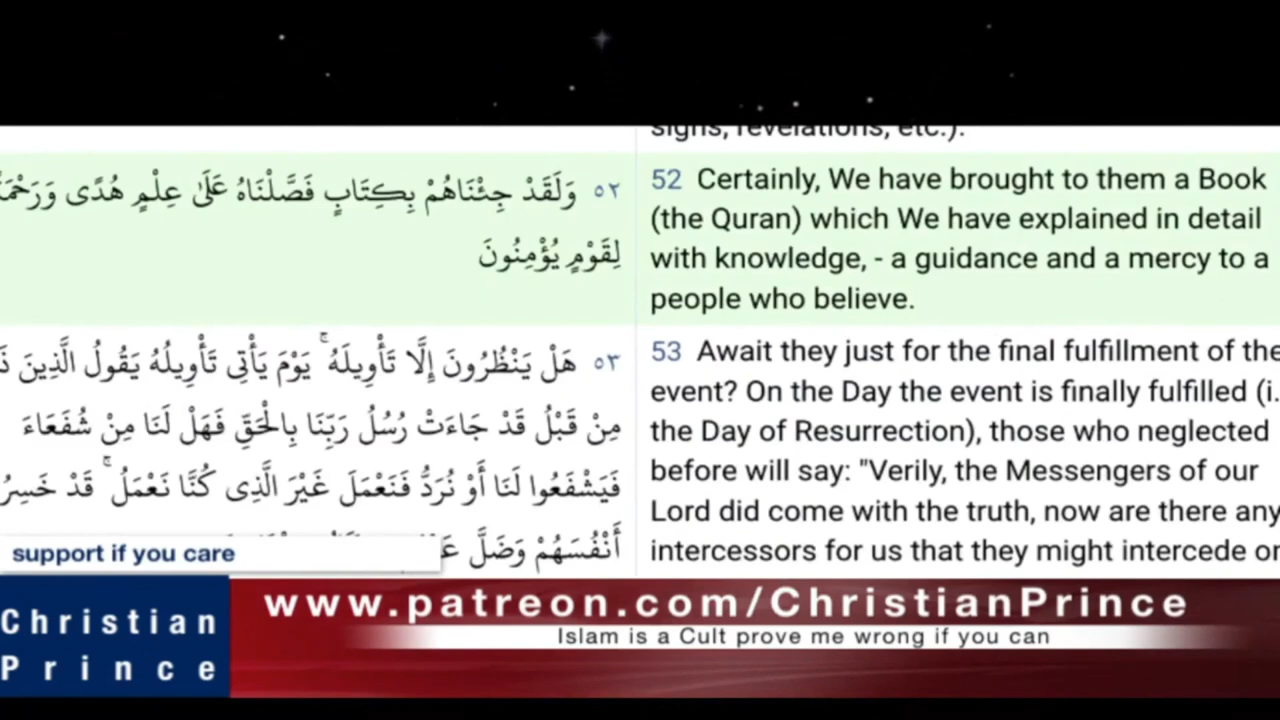 signs, revelations, etc.).
٥٢ وَلَقَدْ جِئْنَاهُمْ بِكِتَابٍ فَصَّلْنَاهُ عَلَىٰ عِلْمٍ هُدًى وَرَحْمَةً
لِقَوْمٍ يُؤْمِنُونَ
52 Certainly, We have brought to them a Book
(the Quran) which We have explained in detail
with knowledge, - a guidance and a mercy to a
people who believe.
٥٣ هَلْ يَنْظُرُونَ إِلَّا تَأْوِيلَهُ ۚ يَوْمَ يَأْتِي تَأْوِيلُهُ يَقُولُ الَّذِينَ
مِنْ قَبْلُ قَدْ جَاءَتْ رُسُلُ رَبِّنَا بِالْحَقِّ فَهَلْ لَنَا مِنْ شُفَعَاءَ
فَيَشْفَعُوا لَنَا أَوْ نُرَدُّ فَنَعْمَلَ غَيْرَ الَّذِي كُنَّا نَعْمَلُ ۚ قَدْ خَسِرُ
أَنْفُسَهُمْ وَضَلَّ
53 Await they just for the final fulfillment of the
event? On the Day the event is finally fulfilled (i.
the Day of Resurrection), those who neglected
before will say: "Verily, the Messengers of our
Lord did come with the truth, now are there any
intercessors for us that they might intercede on
support if you care
Christian
Prince
www.patreon.com/ChristianPrince
Islam is a Cult prove me wrong if you can